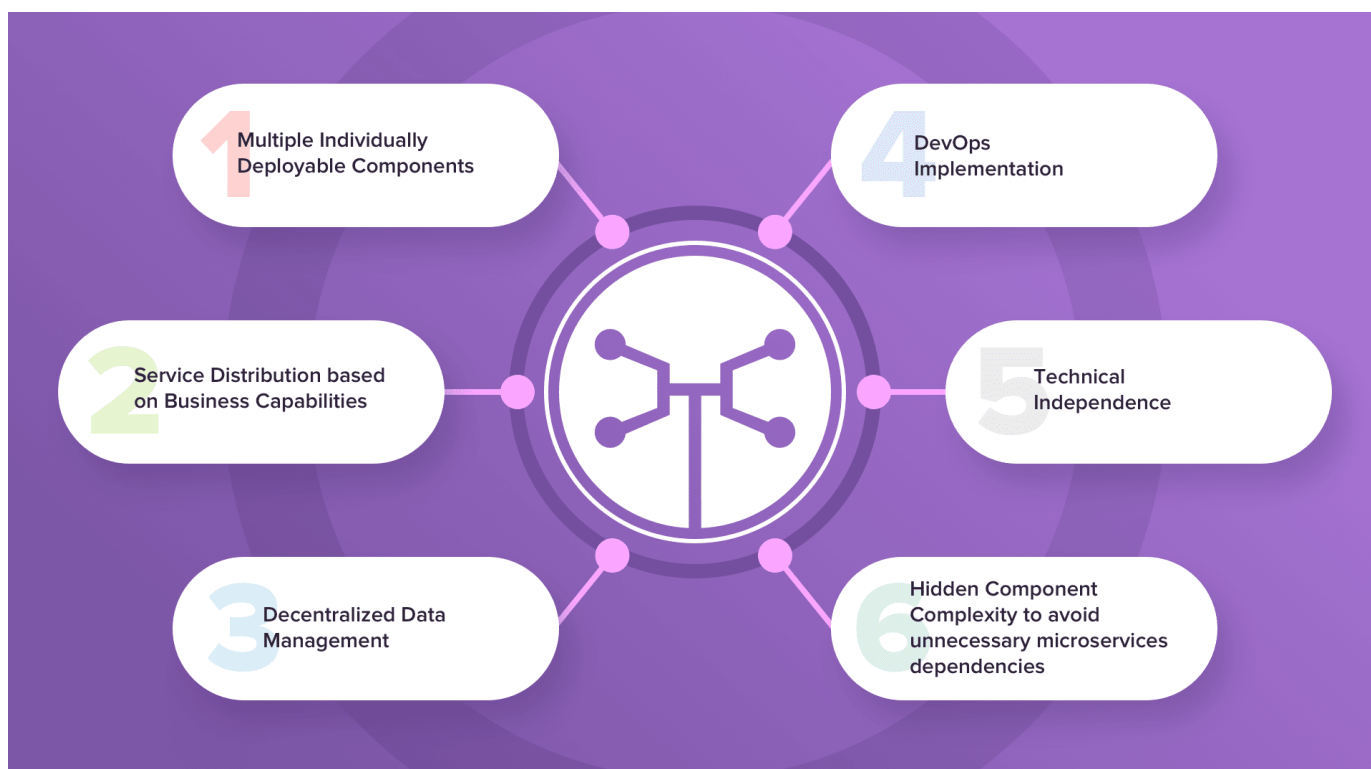 1
Multiple Individually
Deployable Components
2
Service Distribution based
on Business Capabilities
3
Decentralized Data
Management
4
DevOps
Implementation
5
Technical
Independence
6
Hidden Component
Complexity to avoid
unnecessary microservices
dependencies